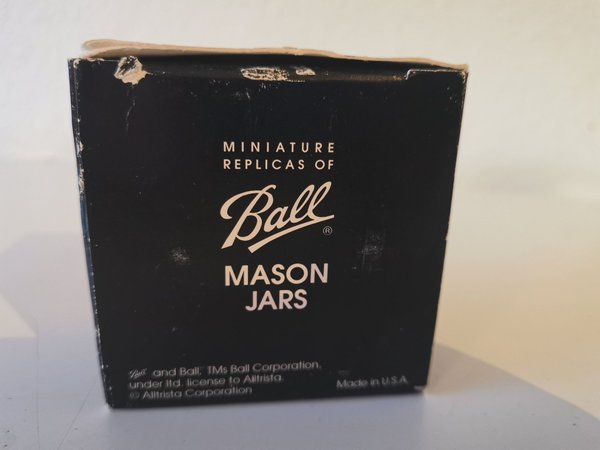 MINIATURE
REPLICAS OF
Ball®
MASON
JARS
Ball and Ball, TMs Ball Corporation,
under ltd. license to Alltrista.
© Alltrista Corporation
Made in U.S.A.